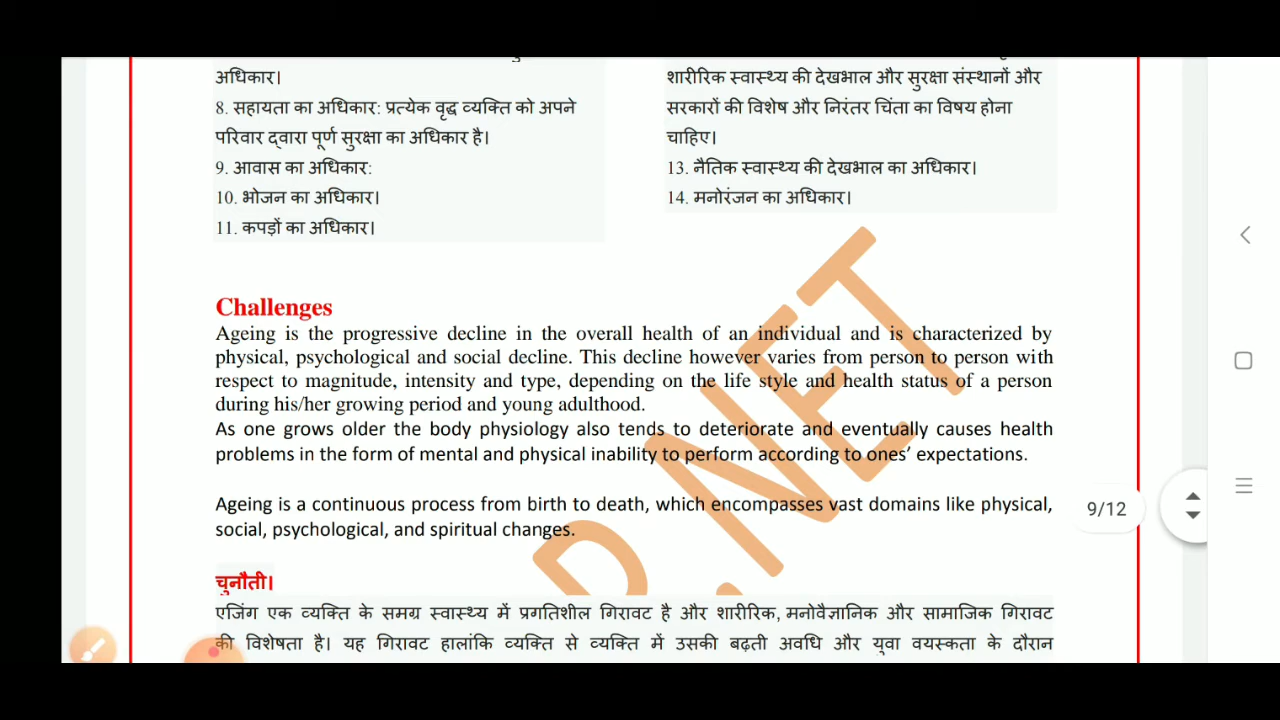 अधिकार।
8. सहायता का अधिकार: प्रत्येक वृद्ध व्यक्ति को अपने
परिवार द्वारा पूर्ण सुरक्षा का अधिकार है।
9. आवास का अधिकार:
10. भोजन का अधिकार।
11. कपड़ों का अधिकार।
शारीरिक स्वास्थ्य की देखभाल और सुरक्षा संस्थानों और
सरकारों की विशेष और निरंतर चिंता का विषय होना
चाहिए।
13. नैतिक स्वास्थ्य की देखभाल का अधिकार।
14. मनोरंजन का अधिकार।
Challenges
Ageing is the progressive decline in the overall health of an individual and is characterized by
physical, psychological and social decline. This decline however varies from person to person with
respect to magnitude, intensity and type, depending on the life style and health status of a person
during his/her growing period and young adulthood.
As one grows older the body physiology also tends to deteriorate and eventually causes health
problems in the form of mental and physical inability to perform according to ones’ expectations.
Ageing is a continuous process from birth to death, which encompasses vast domains like physical,
social, psychological, and spiritual changes.
चुनौती।
एजिंग एक व्यक्ति के समग्र स्वास्थ्य में प्रगतिशील गिरावट है और शारीरिक, मनोवैज्ञानिक और सामाजिक गिरावट
की विशेषता है। यह गिरावट हालांकि व्यक्ति से व्यक्ति में उसकी बढ़ती अवधि और युवा वयस्कता के दौरान
P.NET
9/12